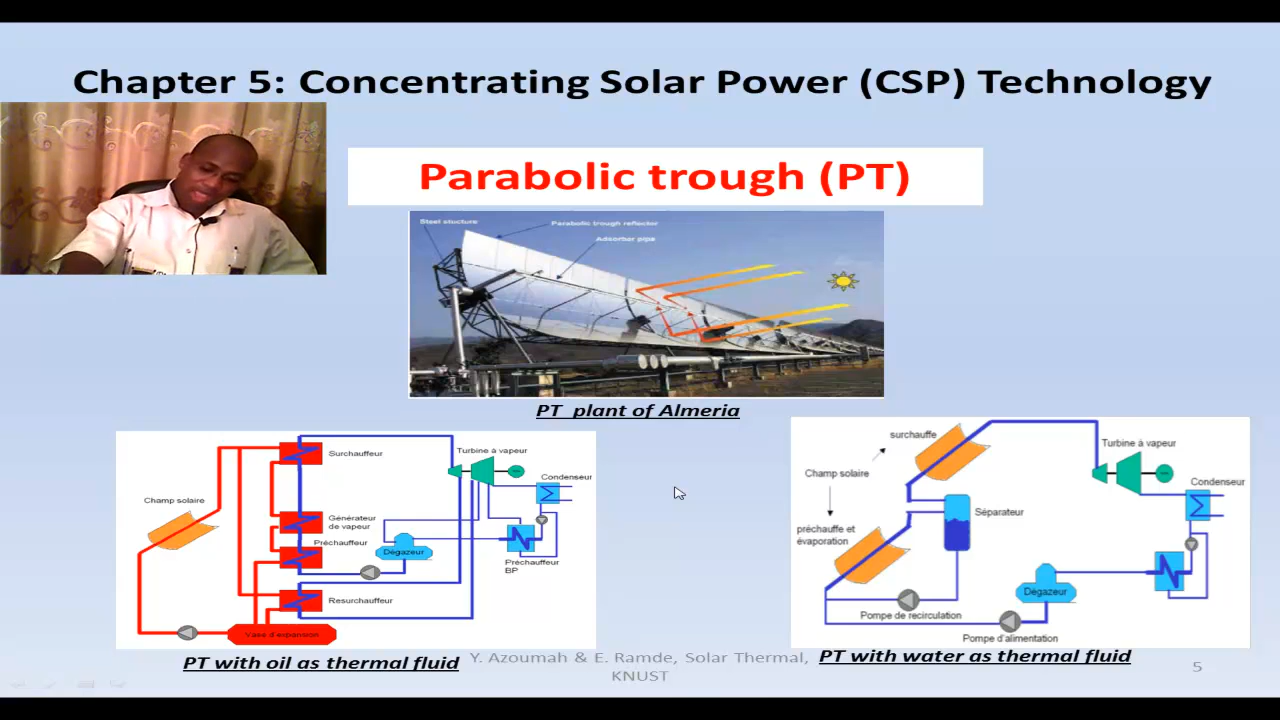 Chapter 5: Concentrating Solar Power (CSP) Technology
Parabolic trough (PT)
Steel structure
Parabolic trough reflector
Adsorber pipe
PT plant of Almeria
Champ solaire
Surchauffeur
Générateur
de vapeur
Préchauffeur
Resurchauffeur
Vase d'expansion
Dégazeur
Turbine à vapeur
Condenseur
Préchauffeur
BP
PT with oil as thermal fluid
surchauffe
Champ solaire
préchauffe et
évaporation
Séparateur
Turbine à vapeur
Condenseur
Dégazeur
Pompe de recirculation
Pompe d'alimentation
PT with water as thermal fluid
Y. Azoumah & E. Ramde, Solar Thermal,
KNUST
5